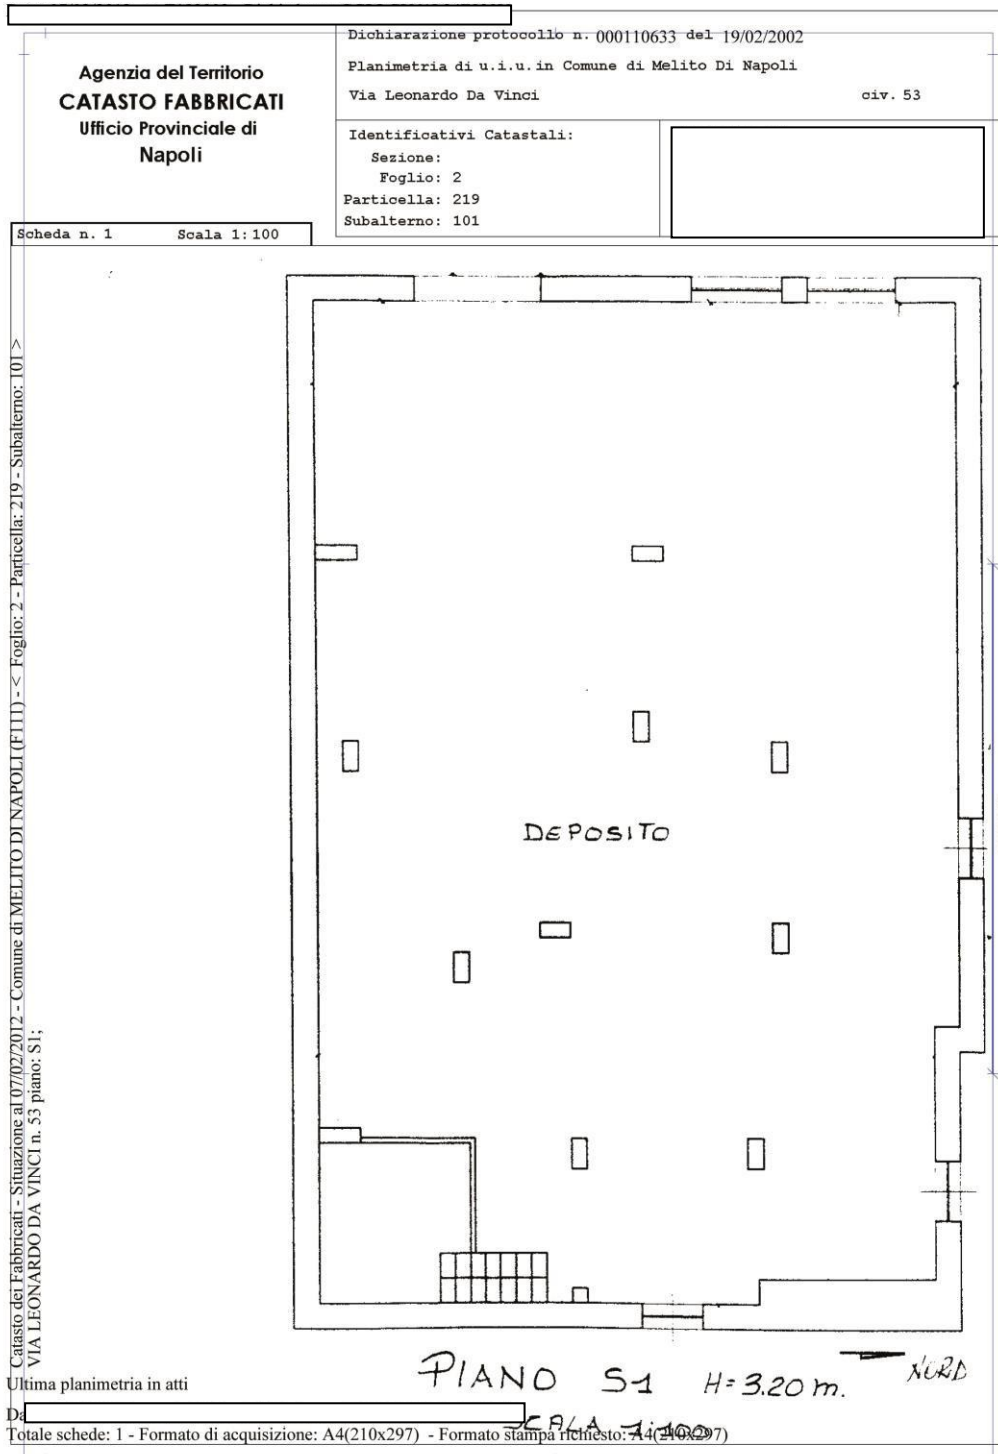 Dichiarazione protocollo n. 000110633 del 19/02/2002
Planimetria di u.i.u. in Comune di Melito Di Napoli
Via Leonardo Da Vinci civ. 53
Agenzia del Territorio
CATASTO FABBRICATI
Ufficio Provinciale di
Napoli
Identificativi Catastali:
Sezione:
Foglio: 2
Particella: 219
Subalterno: 101
Scheda n. 1 Scala 1:100
Catasto dei Fabbricati - Situazione al 07/02/2012 - Comune di MELITO DI NAPOLI (F111) - < Foglio: 2 - Particella: 219 - Subalterno: 101 >
VIA LEONARDO DA VINCI n. 53 piano: S1;
DEPOSITO
PIANO S1 H=3.20 m.
NORD
SCALA 1:100
Ultima planimetria in atti
Da
Totale schede: 1 - Formato di acquisizione: A4(210x297) - Formato stampa richiesto: A4(210x297)